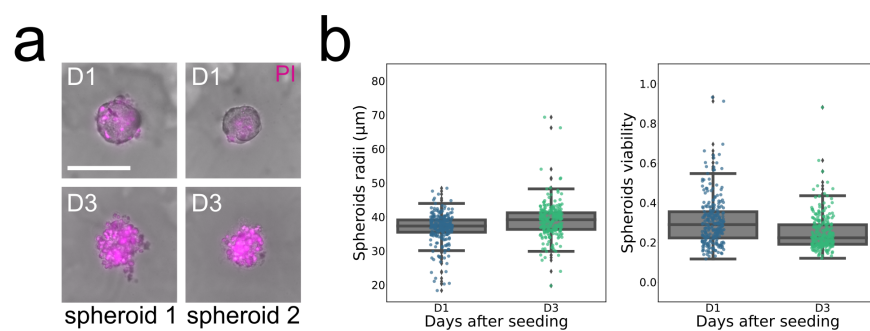 a
D1
D1
PI
D3
D3
spheroid 1
spheroid 2
b
Spheroids radii (μm)
80
70
60
50
40
30
20
D1
D3
Days after seeding
Spheroids viability
1.0
0.8
0.6
0.4
0.2
0.0
D1
D3
Days after seeding